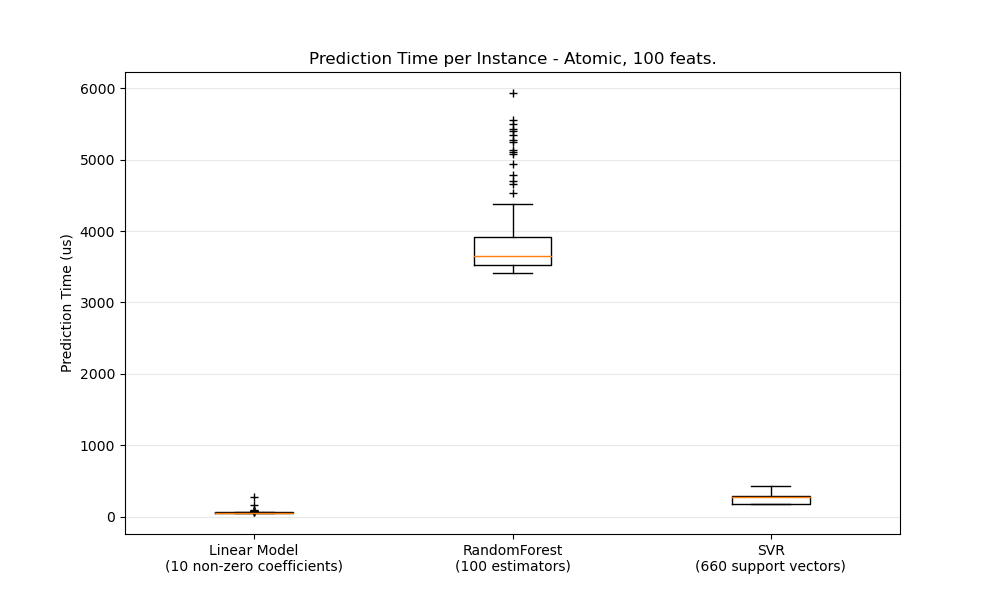 Prediction Time per Instance - Atomic, 100 feats.
Prediction Time (us)
6000
5000
4000
3000
2000
1000
0
Linear Model
(10 non-zero coefficients)
RandomForest
(100 estimators)
SVR
(660 support vectors)